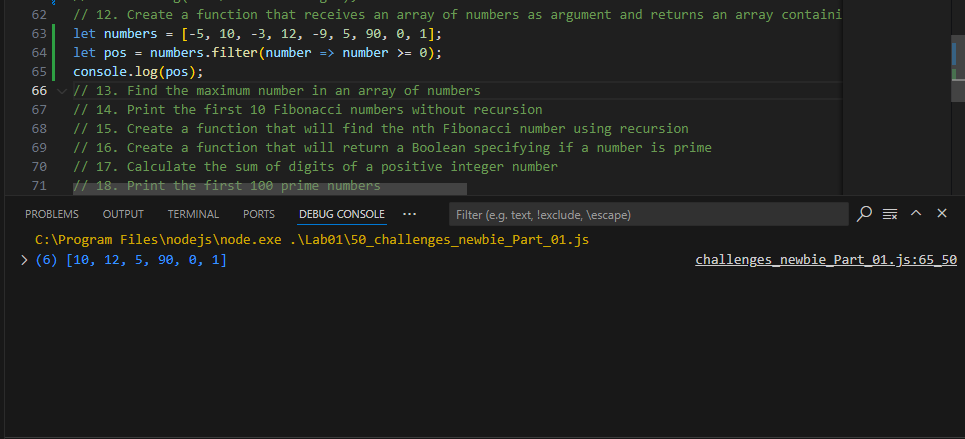 62 // 12. Create a function that receives an array of numbers as argument and returns an array containi
63 let numbers = [-5, 10, -3, 12, -9, 5, 90, 0, 1];
64 let pos = numbers.filter(number => number >= 0);
65 console.log(pos);
66 // 13. Find the maximum number in an array of numbers
67 // 14. Print the first 10 Fibonacci numbers without recursion
68 // 15. Create a function that will find the nth Fibonacci number using recursion
69 // 16. Create a function that will return a Boolean specifying if a number is prime
70 // 17. Calculate the sum of digits of a positive integer number
71 // 18. Print the first 100 prime numbers
PROBLEMS OUTPUT TERMINAL PORTS DEBUG CONSOLE ··· Filter (e.g. text, !exclude, \escape)
C:\Program Files\nodejs\node.exe .\Lab01\50_challenges_newbie_Part_01.js
(6) [10, 12, 5, 90, 0, 1] challenges_newbie_Part_01.js:65_50